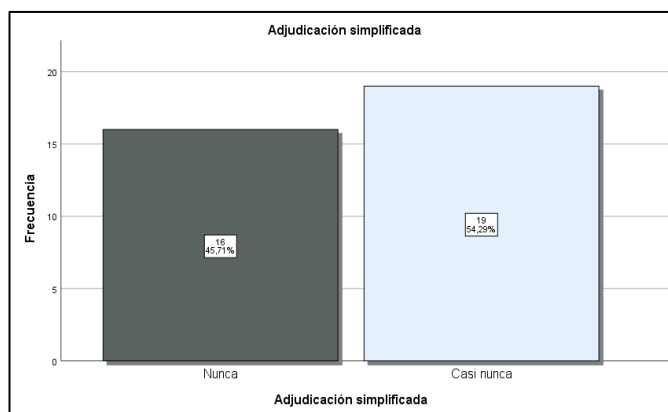 Adjudicación simplificada
Frecuencia
20
15
10
5
0
16
45,71%
19
54,29%
Nunca
Casi nunca
Adjudicación simplificada